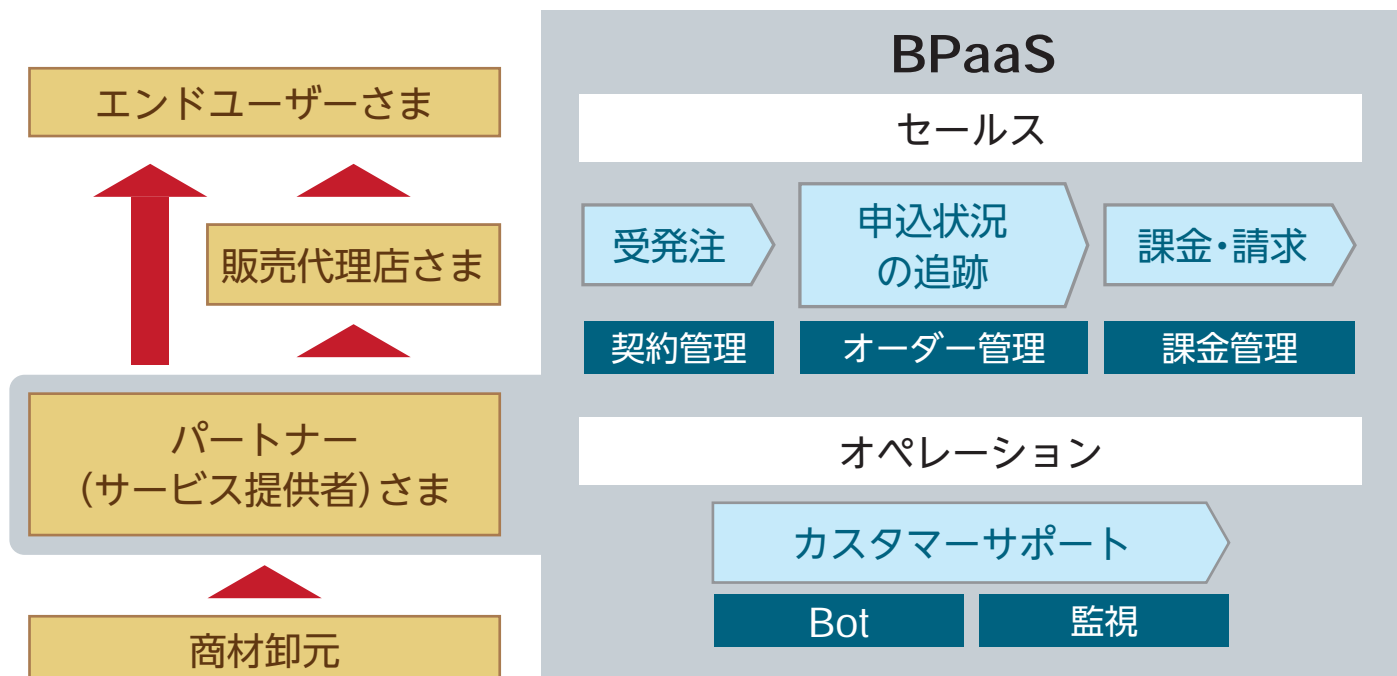 エンドユーザーさま
販売代理店さま
パートナー
(サービス提供者)さま
商材卸元
BPaaS
セールス
受発注
申込状況
の追跡
課金・請求
契約管理
オーダー管理
課金管理
オペレーション
カスタマーサポート
Bot
監視